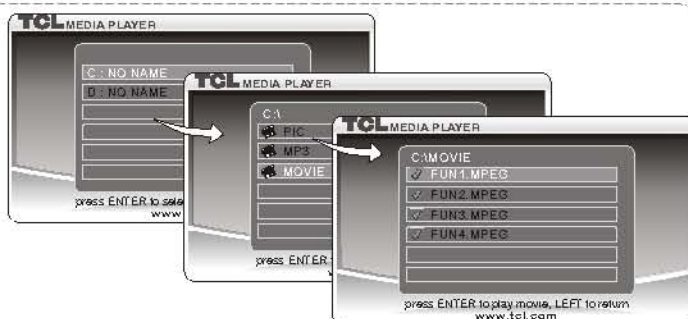 TCL MEDIA PLAYER
C : NO NAME
D : NO NAME
press ENTER to sele
www
TCL MEDIA PLAYER
C:\
PIC
MP3
MOVIE
press ENTER
TCL MEDIA PLAYER
C:\MOVIE
FUN1.MPEG
FUN2.MPEG
FUN3.MPEG
FUN4.MPEG
press ENTER to play movie, LEFT to return
www.tcl.com